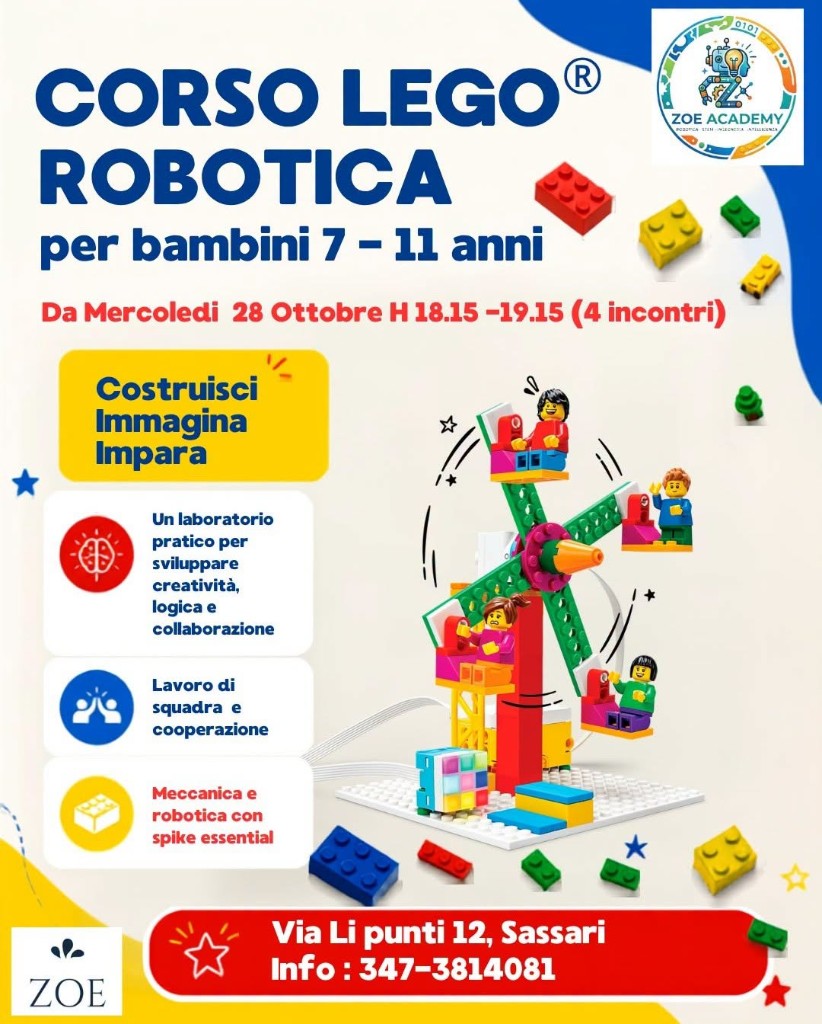 CORSO LEGO®
ROBOTICA
per bambini 7 - 11 anni
Da Mercoledi 28 Ottobre H 18.15 -19.15 (4 incontri)
0101
ZOE ACADEMY
Costruisci
Immagina
Impara
Un laboratorio
pratico per
sviluppare
creatività,
logica e
collaborazione
Lavoro di
squadra e
cooperazione
Meccanica e
robotica con
spike essential
Via Li punti 12, Sassari
Info : 347-3814081
ZOE